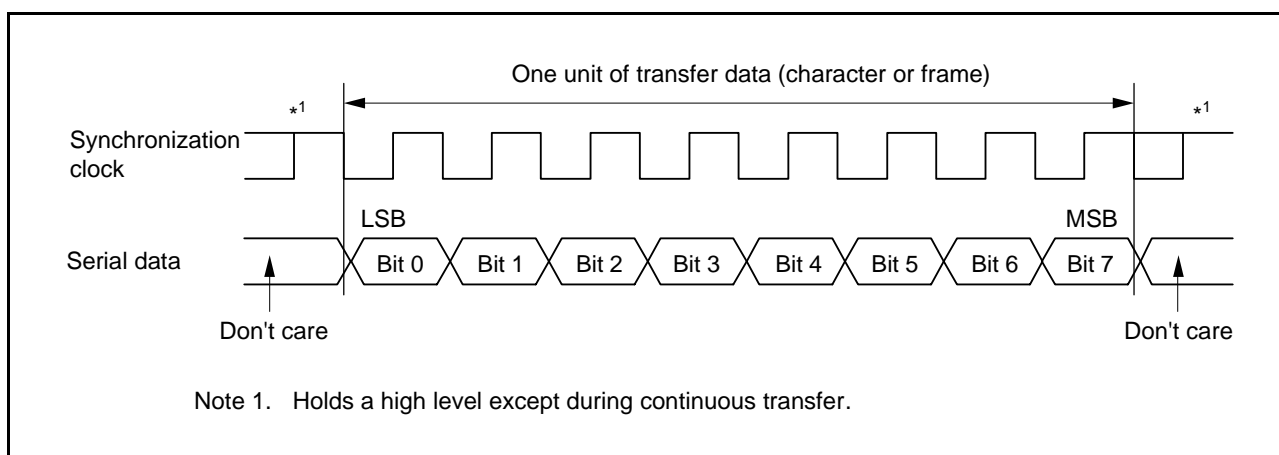 One unit of transfer data (character or frame)
*1 *1
Synchronization
clock
LSB MSB
Serial data Bit 0 Bit 1 Bit 2 Bit 3 Bit 4 Bit 5 Bit 6 Bit 7
Don't care Don't care
Note 1. Holds a high level except during continuous transfer.